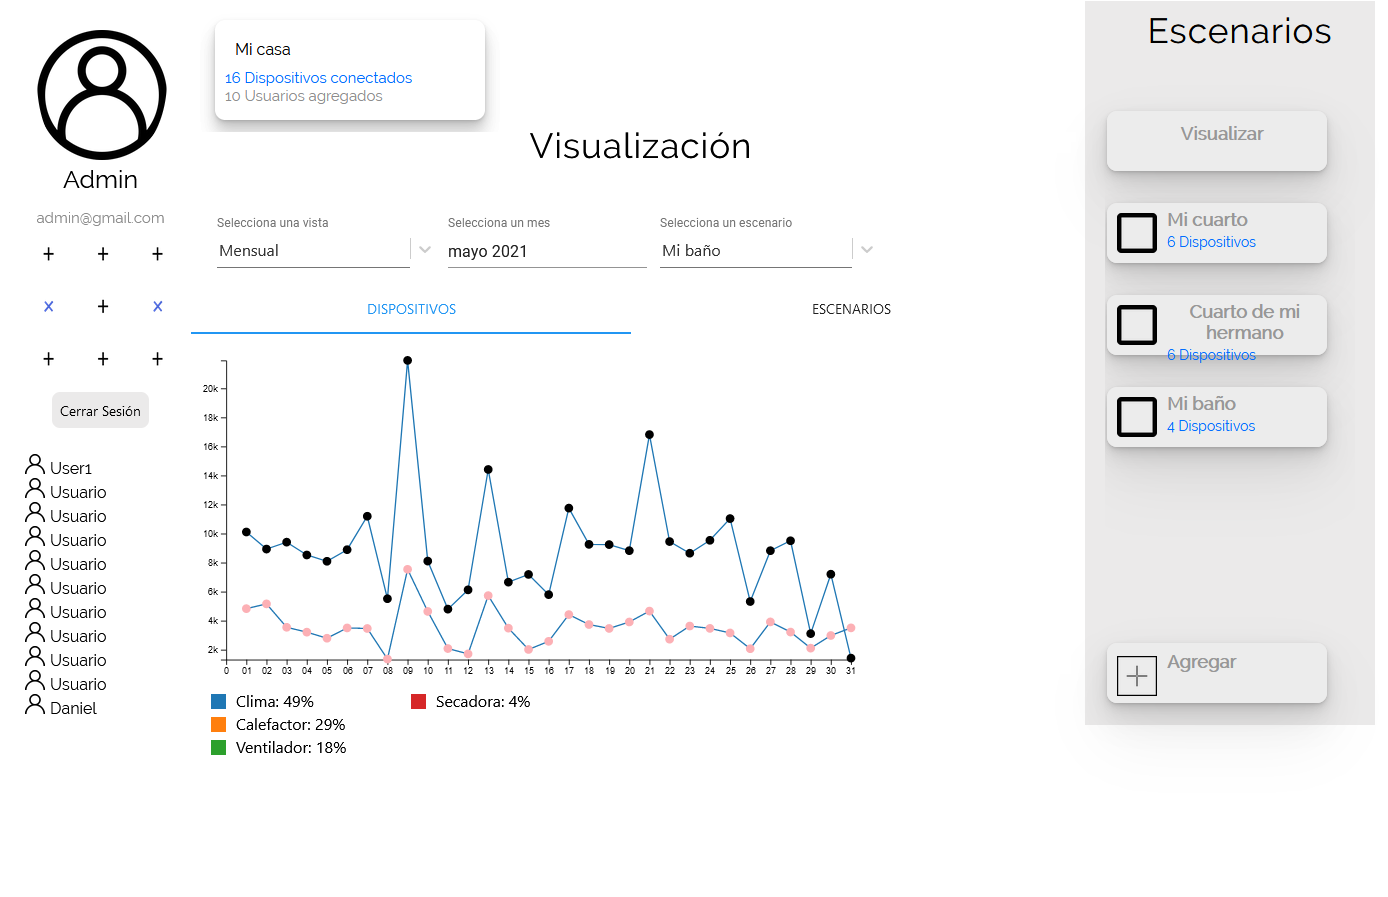 Admin
admin@gmail.com
Cerrar Sesión
User1
Usuario
Usuario
Usuario
Usuario
Usuario
Usuario
Usuario
Usuario
Usuario
Daniel
Mi casa
16 Dispositivos conectados
10 Usuarios agregados
Visualización
Selecciona una vista
Mensual
Selecciona un mes
mayo 2021
Selecciona un escenario
Mi baño
DISPOSITIVOS
ESCENARIOS
20k
18k
16k
14k
12k
10k
8k
6k
4k
2k
0 01 02 03 04 05 06 07 08 09 10 11 12 13 14 15 16 17 18 19 20 21 22 23 24 25 26 27 28 29 30 31
Clima: 49%
Calefactor: 29%
Ventilador: 18%
Secadora: 4%
Escenarios
Visualizar
Mi cuarto
6 Dispositivos
Cuarto de mi
hermano
6 Dispositivos
Mi baño
4 Dispositivos
Agregar